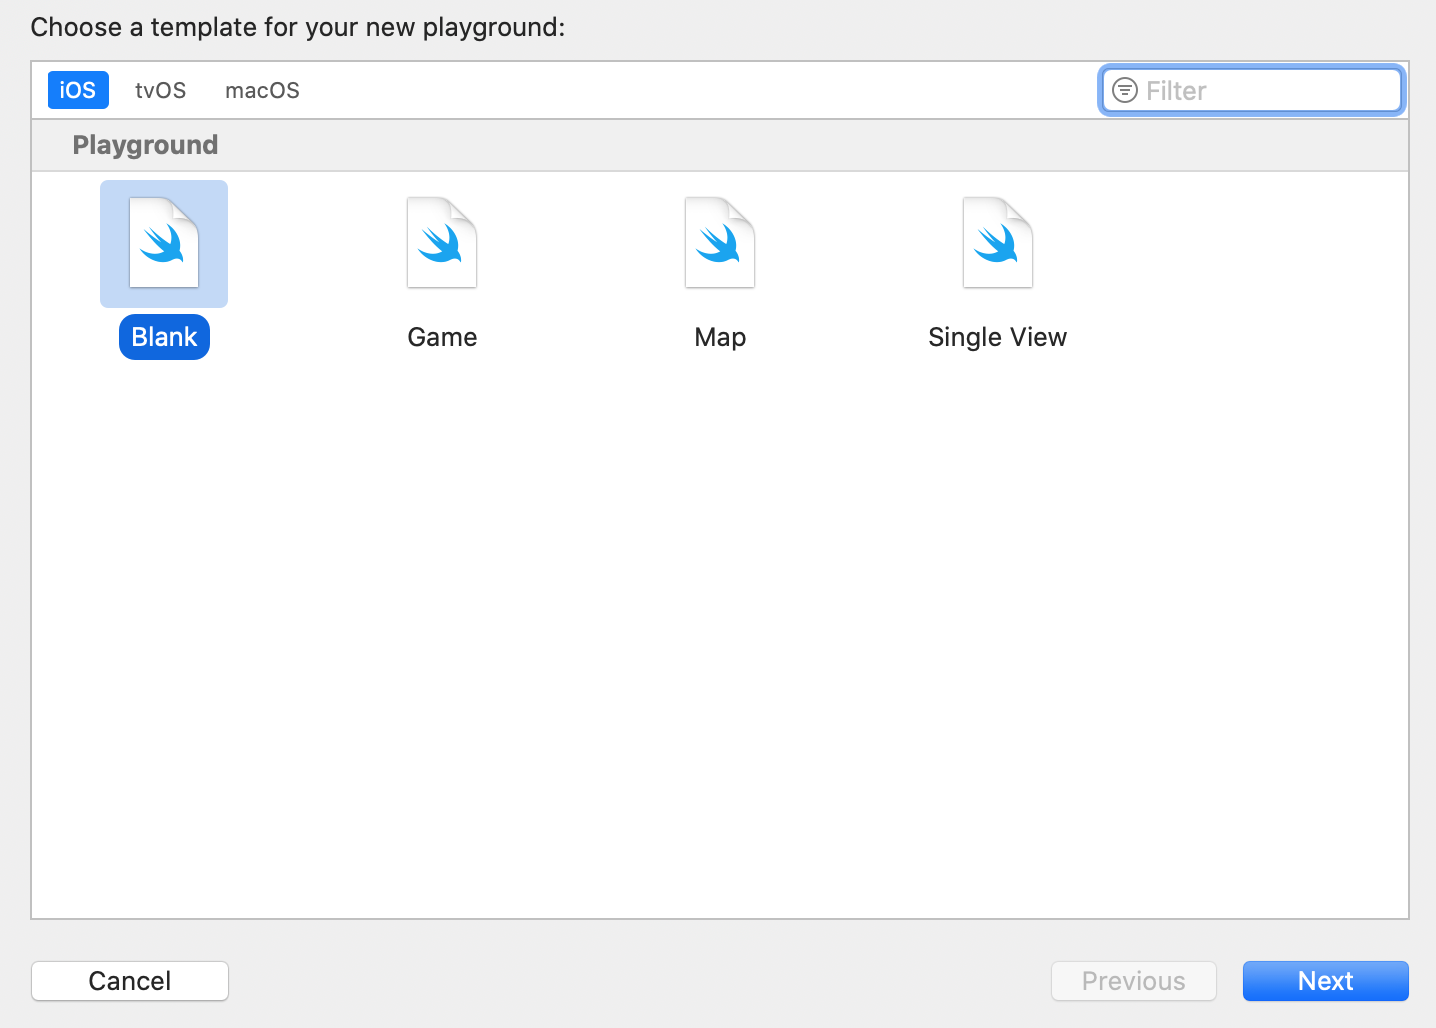 Choose a template for your new playground:
iOS tvOS macOS Filter
Playground
Blank Game Map Single View
Cancel Previous Next